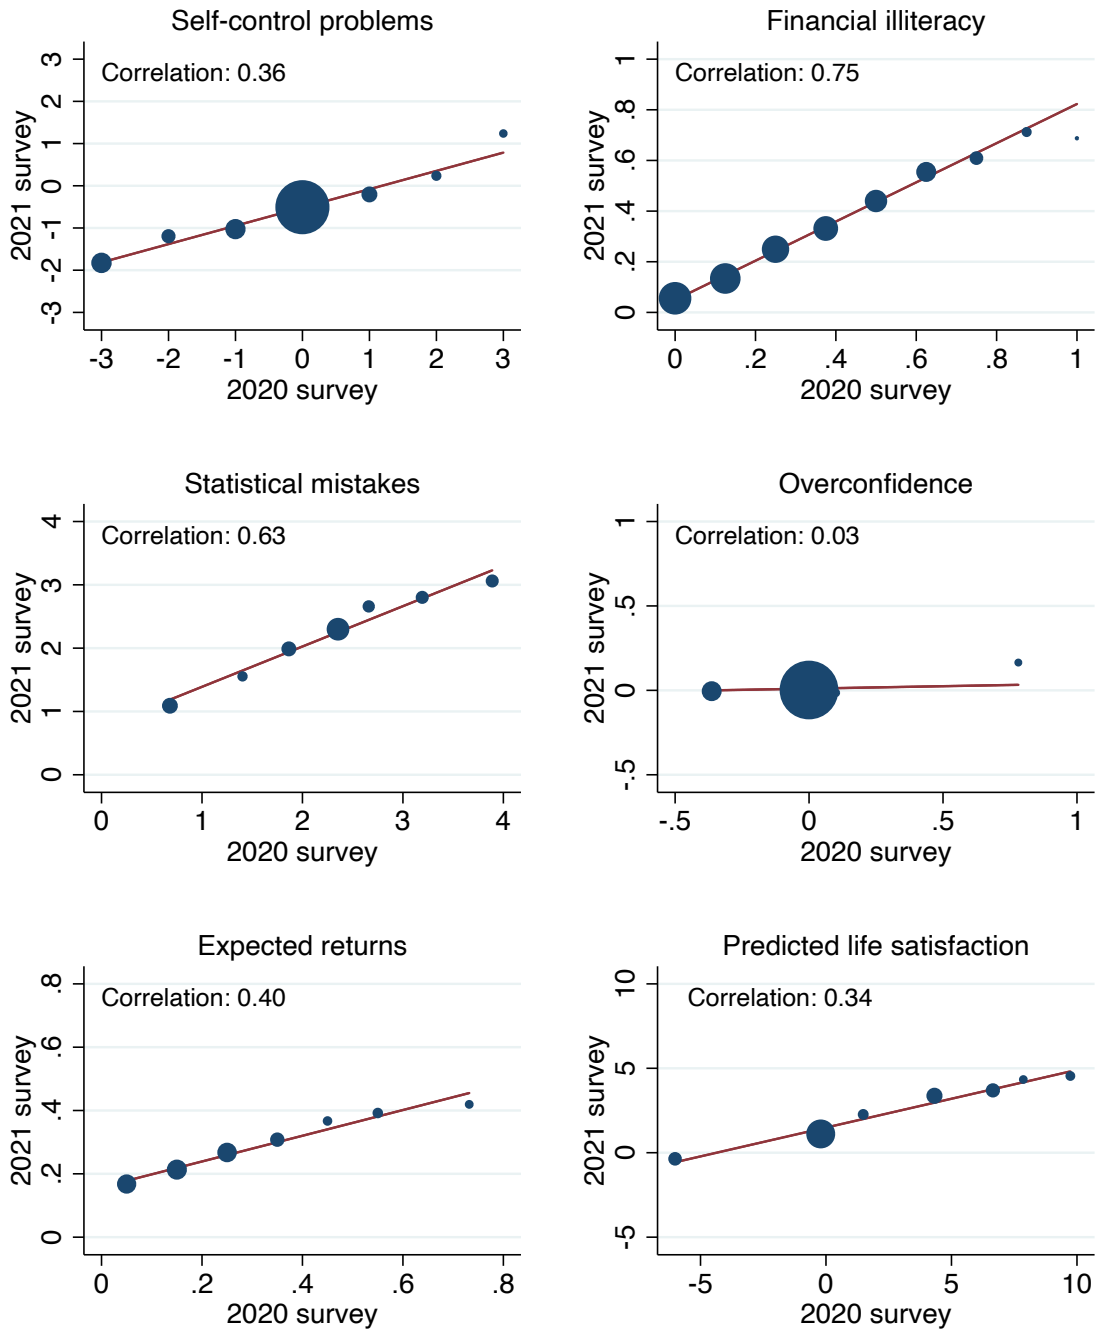 Self-control problems
Correlation: 0.36
2021 survey
3
2
1
0
-1
-2
-3
-3 -2 -1 0 1 2 3
2020 survey
Financial illiteracy
Correlation: 0.75
2021 survey
1
.8
.6
.4
.2
0
0 .2 .4 .6 .8 1
2020 survey
Statistical mistakes
Correlation: 0.63
2021 survey
4
3
2
1
0
0 1 2 3 4
2020 survey
Overconfidence
Correlation: 0.03
2021 survey
1
.5
0
-.5
-.5 0 .5 1
2020 survey
Expected returns
Correlation: 0.40
2021 survey
.8
.6
.4
.2
0
0 .2 .4 .6 .8
2020 survey
Predicted life satisfaction
Correlation: 0.34
2021 survey
10
5
0
-5
-5 0 5 10
2020 survey